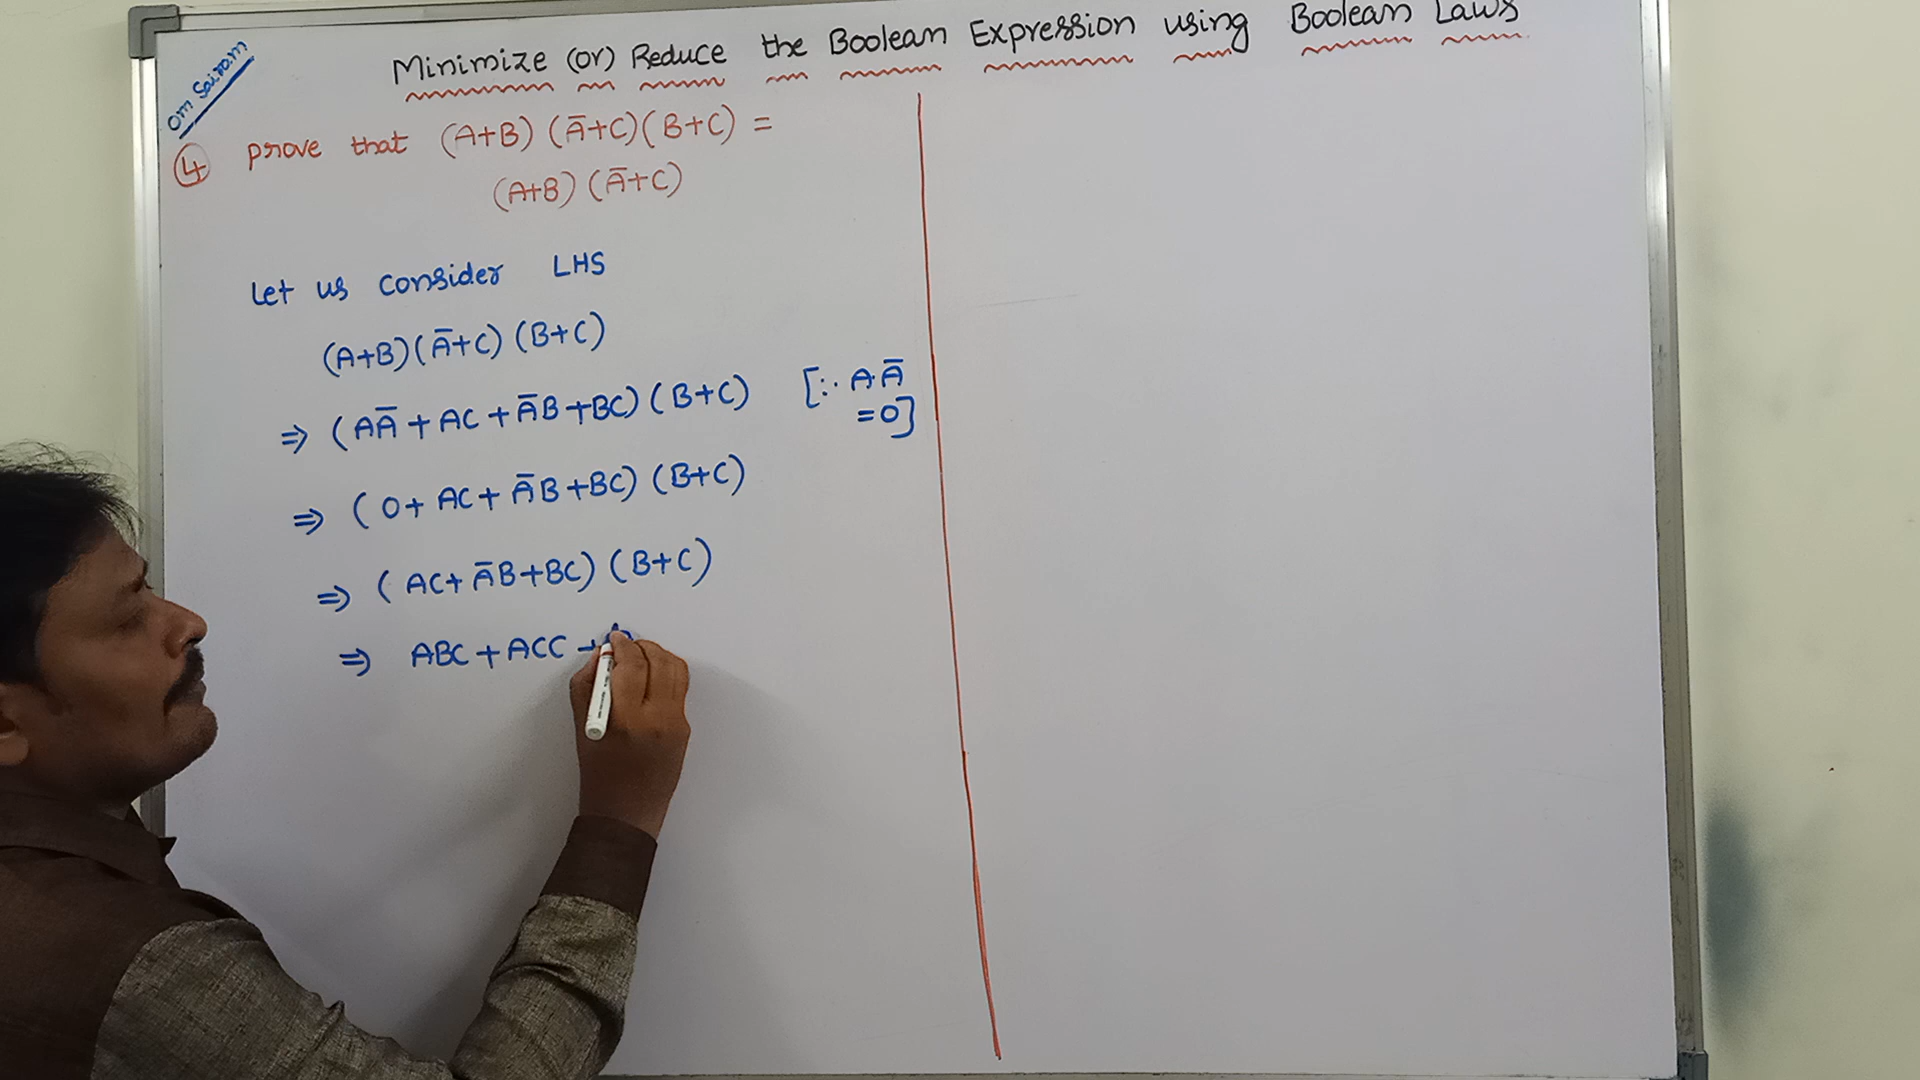 Minimize (or) Reduce the Boolean Expression using Boolean Laws
Om Sairam
④ prove that (A+B) (Ā+C)(B+C) =
(A+B) (Ā+C)
Let us consider LHS
(A+B)(Ā+C) (B+C)
⇒ (AĀ + AC + ĀB+BC) (B+C) [∵ A.Ā
=0]
⇒ ( 0+ AC+ ĀB+BC) (B+C)
⇒ ( AC+ ĀB+BC) (B+C)
⇒ ABC + ACC +